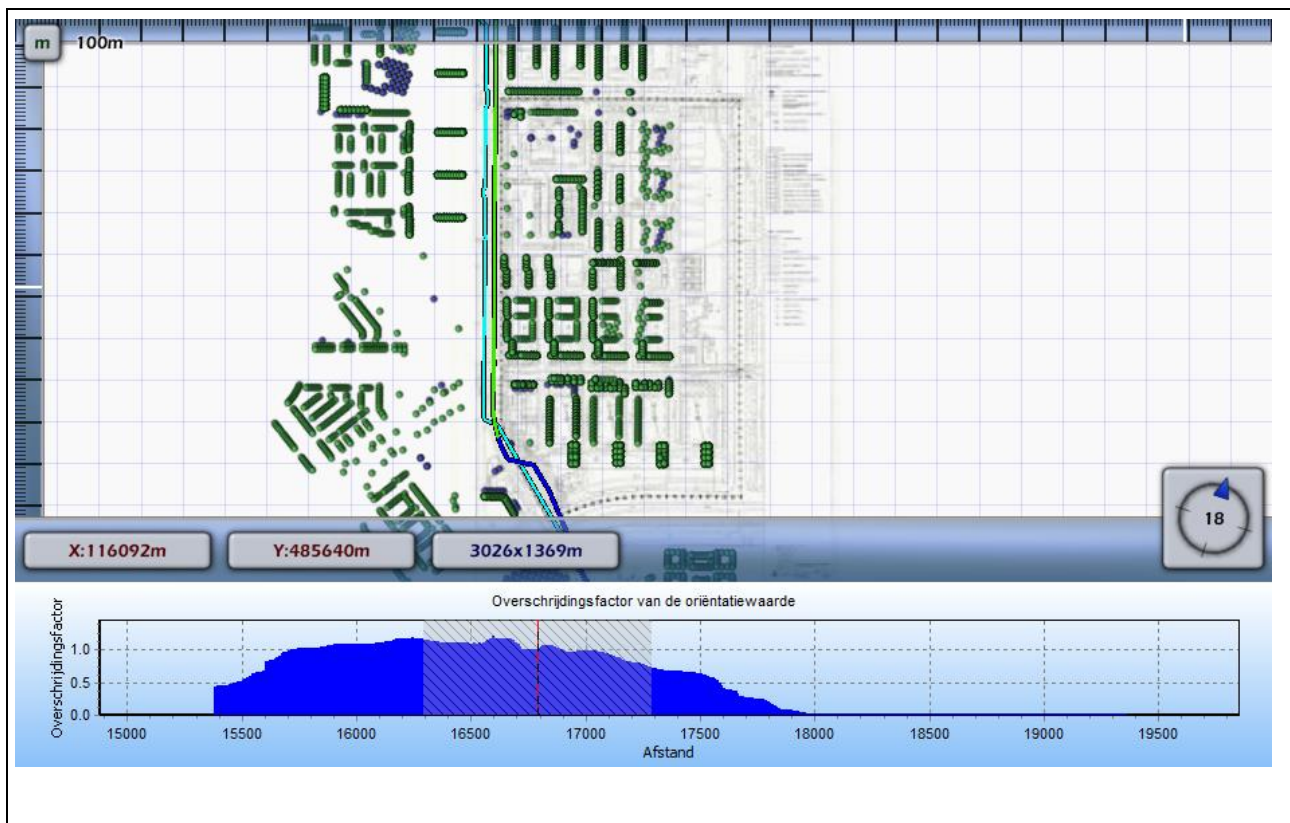 m 100m
18
X:116092m Y:485640m 3026x1369m
Overschrijdingsfactor van de oriëntatiewaarde
Overschrijdingsfactor
1.0
0.5
0.0
15000 15500 16000 16500 17000 17500 18000 18500 19000 19500
Afstand